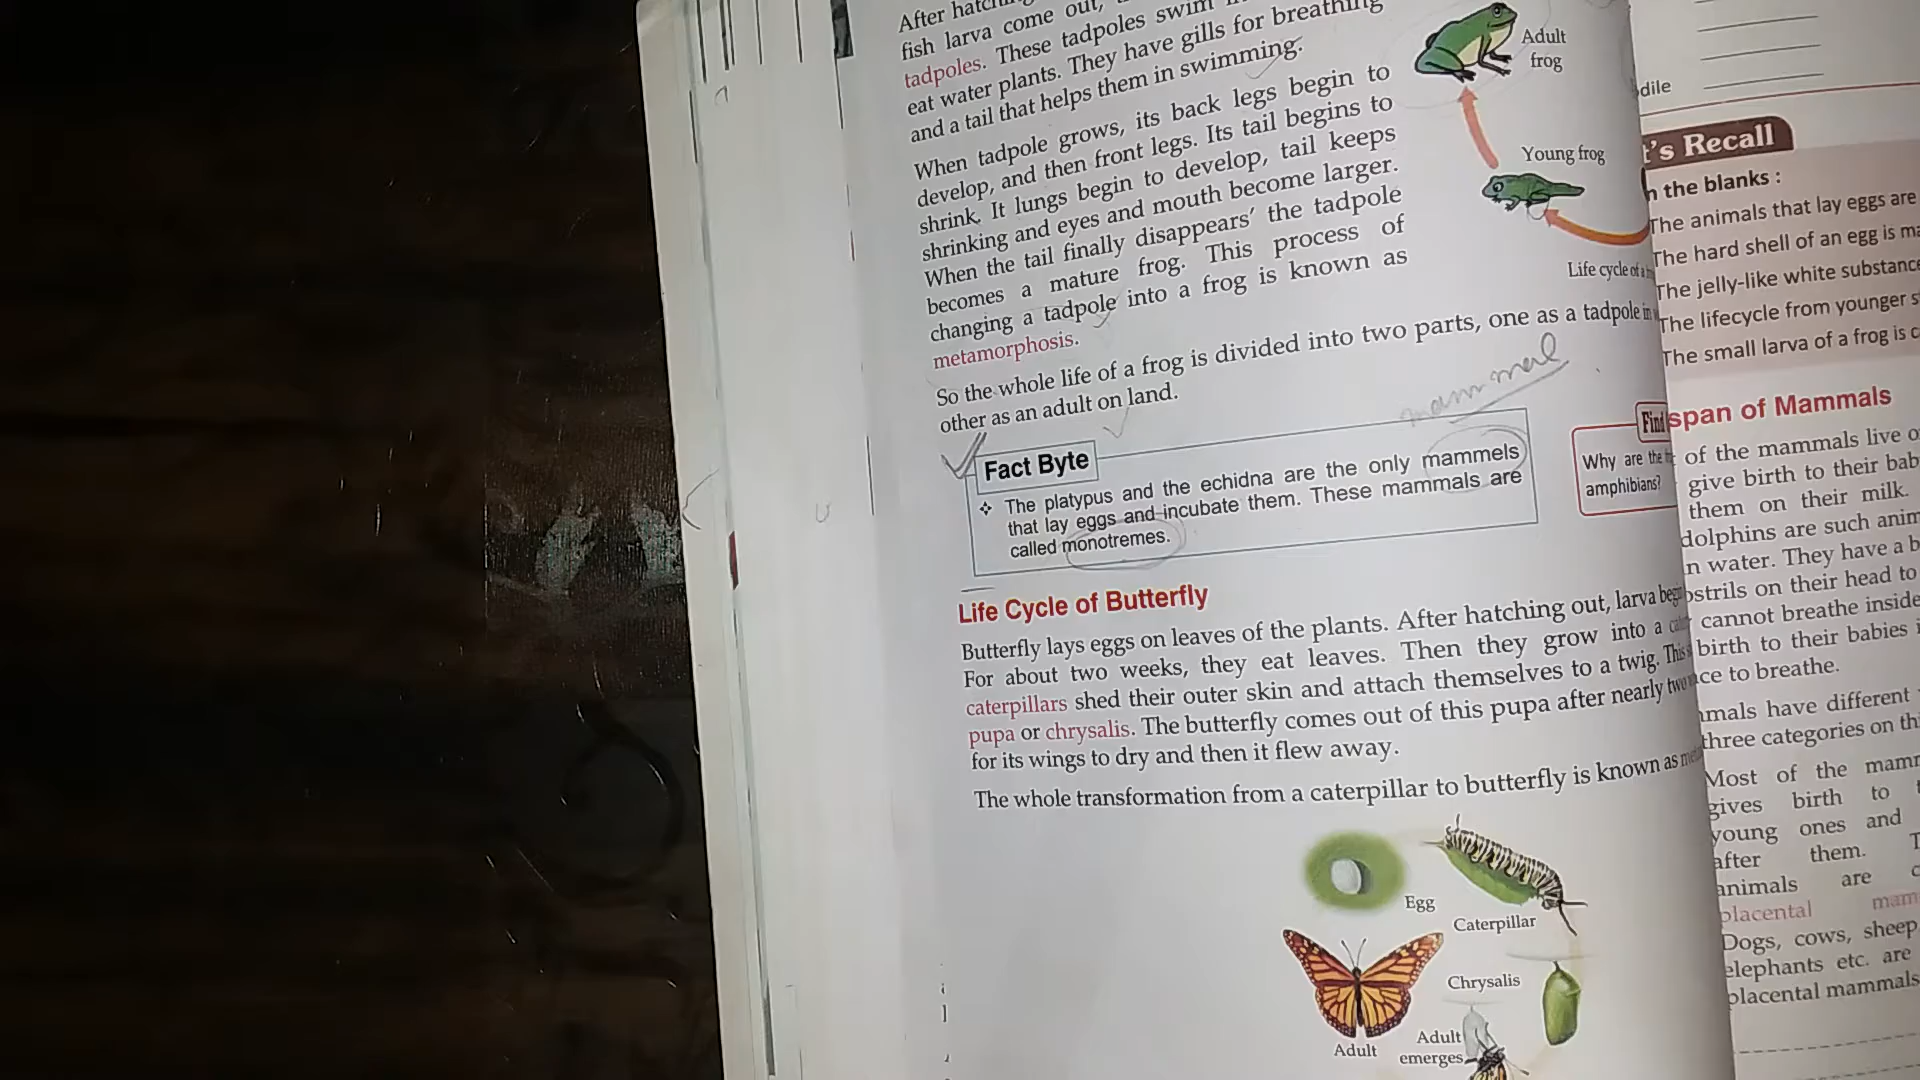 After
fish larva come out,
tadpoles. These tadpoles swim
eat water plants. They have gills for breathing
and a tail that helps them in swimming.
When tadpole grows, its back legs begin to
develop, and then front legs. Its tail begins to
shrink. It lungs begin to develop, tail keeps
shrinking and eyes and mouth become larger.
When the tail finally disappears' the tadpole
becomes a mature frog. This process of
changing a tadpole into a frog is known as
metamorphosis.
Adult
frog
Young frog
Life cycle of a
So the whole life of a frog is divided into two parts, one as a tadpole in
other as an adult on land.
mammal
Fact Byte
❖ The platypus and the echidna are the only mammels
that lay eggs and incubate them. These mammals are
called monotremes.
Find
Why are the
amphibians?
Life Cycle of Butterfly
Butterfly lays eggs on leaves of the plants. After hatching out, larva
For about two weeks, they eat leaves. Then they grow into a
caterpillars shed their outer skin and attach themselves to a twig. This
pupa or chrysalis. The butterfly comes out of this pupa after nearly two
for its wings to dry and then it flew away.
The whole transformation from a caterpillar to butterfly is known as
Egg
Caterpillar
Chrysalis
Adult
Adult
emerges
dile
t's Recall
n the blanks :
The animals that lay eggs are
The hard shell of an egg is
The jelly-like white substance
The lifecycle from younger
The small larva of a frog is
span of Mammals
of the mammals live
give birth to their
them on their milk.
dolphins are such
n water. They have a
ostrils on their head to
cannot breathe inside
birth to their babies
ce to breathe.
mals have different
three categories on
Most of the
gives birth to
young ones and
after them.
animals are
placental
Dogs, cows, sheep,
elephants etc. are
placental mammals